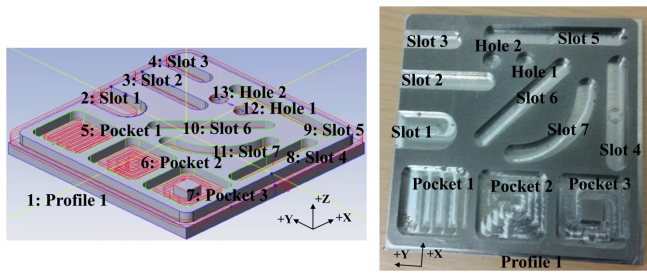 4: Slot 3
3: Slot 2
2: Slot 1
13: Hole 2
12: Hole 1
5: Pocket 1
10: Slot 6
9: Slot 5
11: Slot 7
8: Slot 4
6: Pocket 2
7: Pocket 3
1: Profile 1
+Z
+Y
+X
Slot 3
Hole 2
Slot 5
Slot 2
Hole 1
Slot 6
Slot 1
Slot 7
Slot 4
Pocket 1
Pocket 2
Pocket 3
+Y
+X
Profile 1